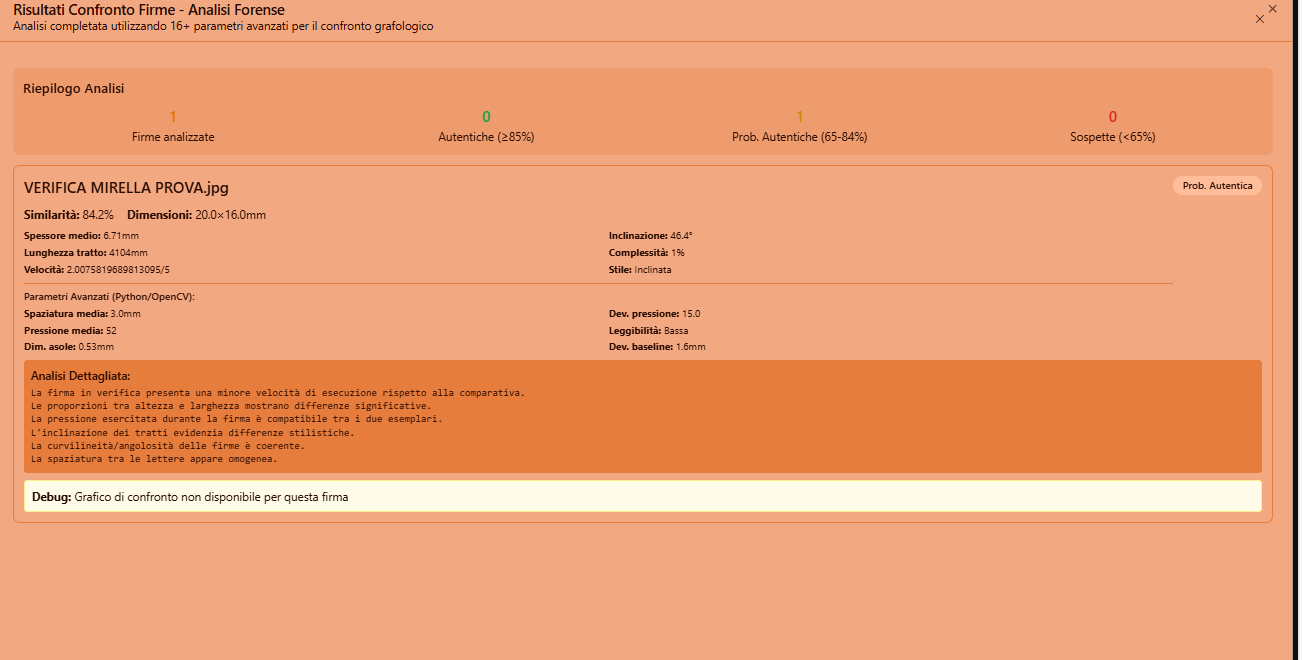 Risultati Confronto Firme - Analisi Forense
Analisi completata utilizzando 16+ parametri avanzati per il confronto grafologico
Riepilogo Analisi
1
Firme analizzate
0
Autentiche (≥85%)
1
Prob. Autentiche (65-84%)
0
Sospette (<65%)
VERIFICA MIRELLA PROVA.jpg
Prob. Autentica
Similarità: 84.2% Dimensioni: 20.0×16.0mm
Spessore medio: 6.71mm
Inclinazione: 46.4°
Lunghezza tratto: 4104mm
Complessità: 1%
Velocità: 2.0075819689813095/5
Stile: Inclinata
Parametri Avanzati (Python/OpenCV):
Spaziatura media: 3.0mm
Dev. pressione: 15.0
Pressione media: 52
Leggibilità: Bassa
Dim. asole: 0.53mm
Dev. baseline: 1.6mm
Analisi Dettagliata:
La firma in verifica presenta una minore velocità di esecuzione rispetto alla comparativa.
Le proporzioni tra altezza e larghezza mostrano differenze significative.
La pressione esercitata durante la firma è compatibile tra i due esemplari.
L'inclinazione dei tratti evidenzia differenze stilistiche.
La curvilineità/angolosità delle firme è coerente.
La spaziatura tra le lettere appare omogenea.
Debug: Grafico di confronto non disponibile per questa firma